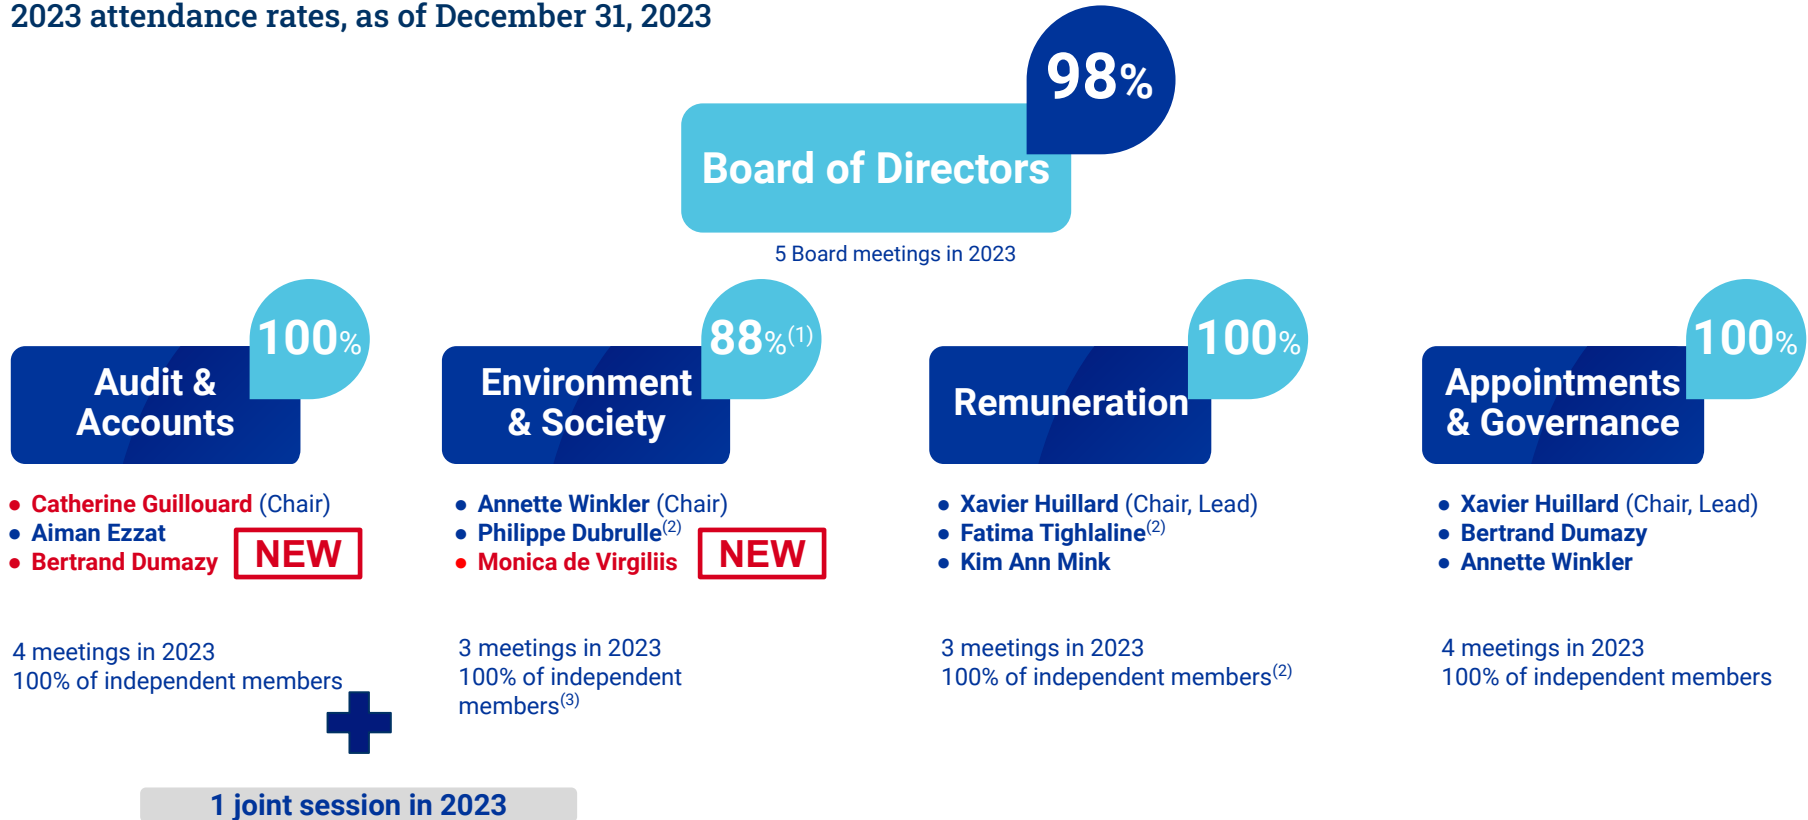 2023 attendance rates, as of December 31, 2023
98%
Board of Directors
5 Board meetings in 2023
100%
Audit &
Accounts
• Catherine Guillouard (Chair)
• Aiman Ezzat
• Bertrand Dumazy
NEW
4 meetings in 2023
100% of independent members
88%(1)
Environment
& Society
• Annette Winkler (Chair)
• Philippe Dubrulle(2)
• Monica de Virgiliis
NEW
3 meetings in 2023
100% of independent
members(3)
1 joint session in 2023
100%
Remuneration
• Xavier Huillard (Chair, Lead)
• Fatima Tighlaline(2)
• Kim Ann Mink
3 meetings in 2023
100% of independent members(2)
100%
Appointments
& Governance
• Xavier Huillard (Chair, Lead)
• Bertrand Dumazy
• Annette Winkler
4 meetings in 2023
100% of independent members